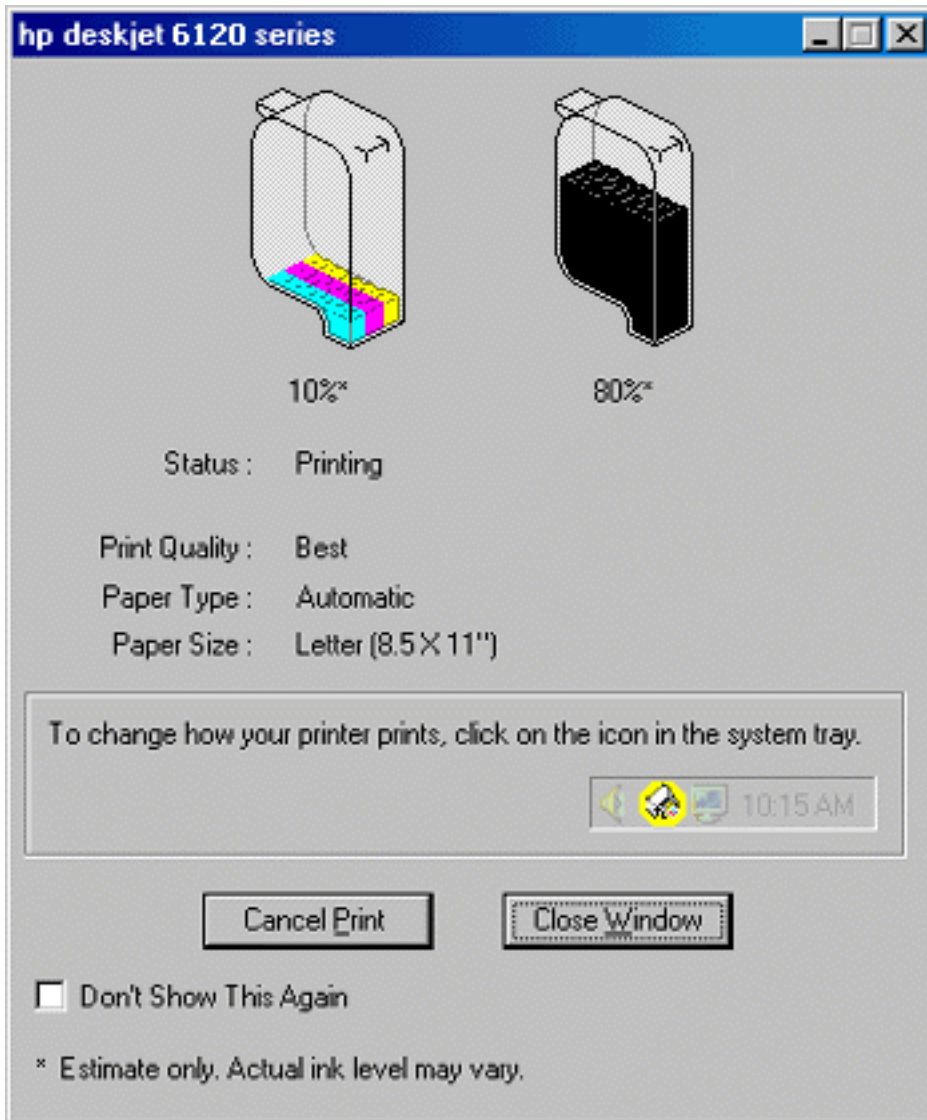 hp deskjet 6120 series
10%* 80%*
Status : Printing
Print Quality : Best
Paper Type : Automatic
Paper Size : Letter (8.5 X 11")
To change how your printer prints, click on the icon in the system tray.
10:15 AM
Cancel Print Close Window
Don't Show This Again
* Estimate only. Actual ink level may vary.